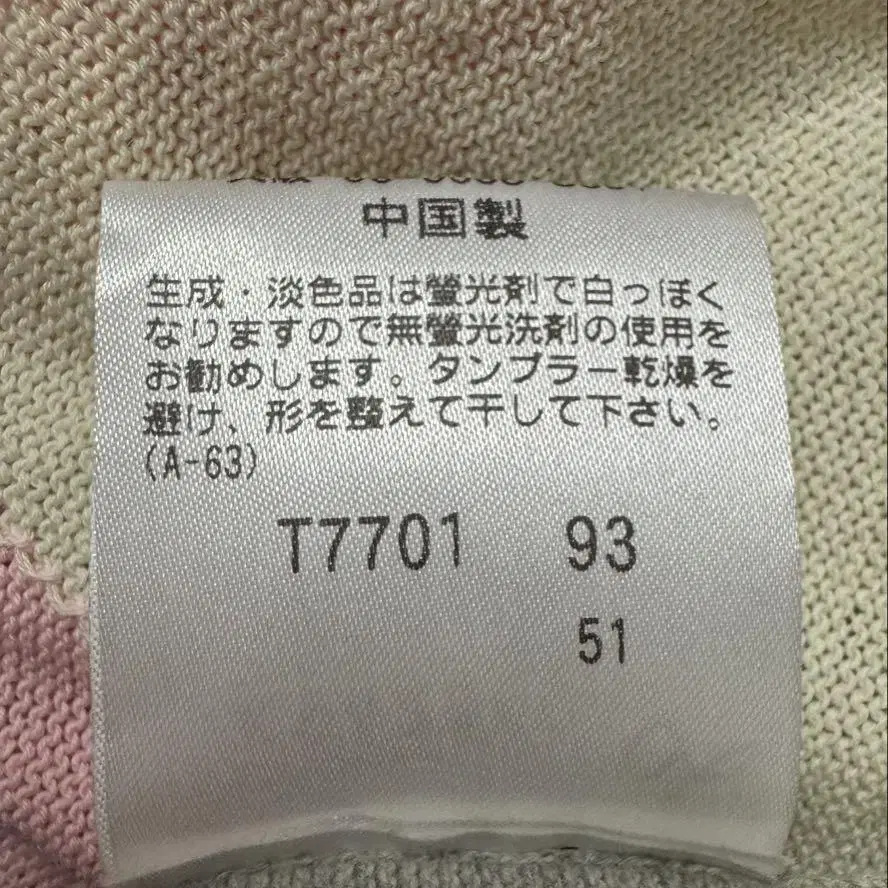 中国製
生成・淡色品は螢光剤で白っぽく
なりますので無螢光洗剤の使用を
お勧めします。タンブラー乾燥を
避け、形を整えて干して下さい。
(A-63)
T7701 93
51